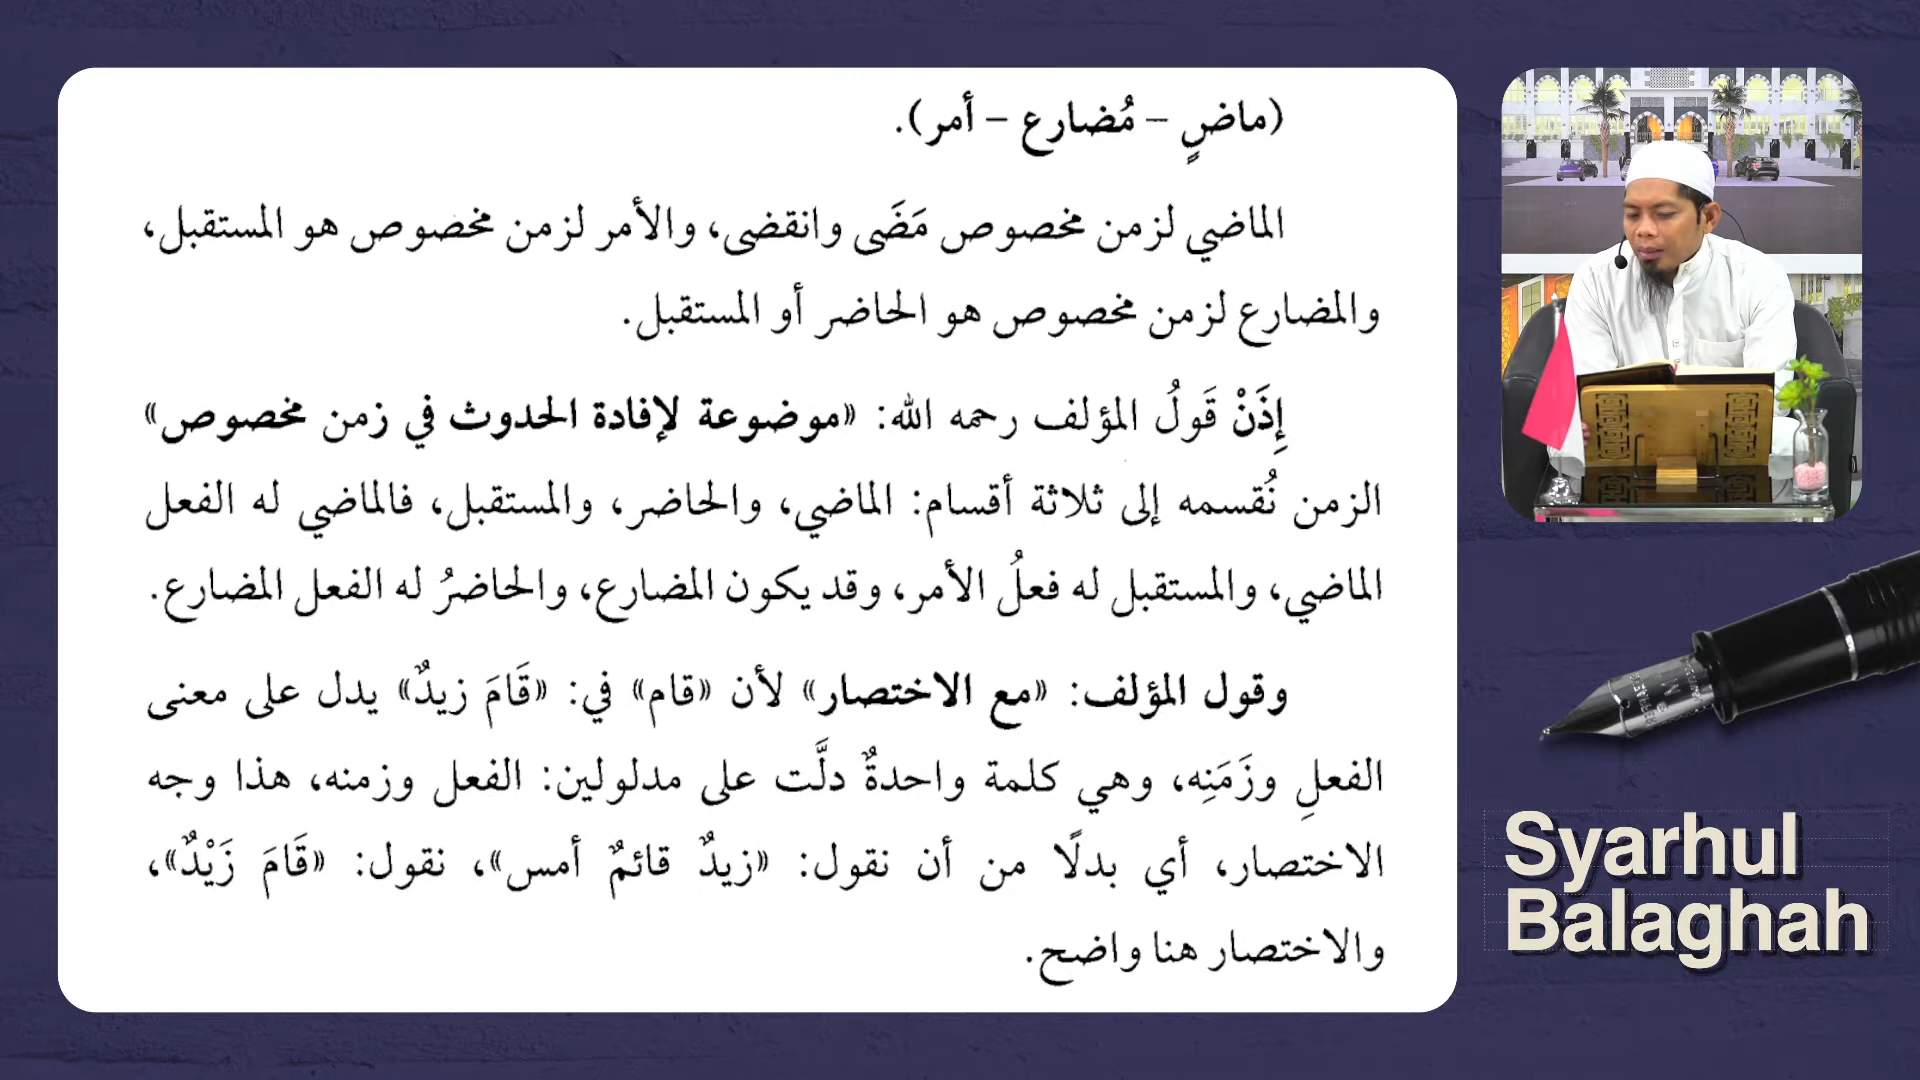 (ماضٍ – مُضارع – أمر).
الماضي لزمن مخصوص مَضَى وانقضى، والأمر لزمن مخصوص هو المستقبل،
والمضارع لزمن مخصوص هو الحاضر أو المستقبل.
إِذَنْ قَولُ المؤلف رحمه الله: «موضوعة لإفادة الحدوث في زمن مخصوص»
الزمن نُقسمه إلى ثلاثة أقسام: الماضي، والحاضر، والمستقبل، فالماضي له الفعل
الماضي، والمستقبل له فعلُ الأمر، وقد يكون المضارع، والحاضرُ له الفعل المضارع.
وقول المؤلف: «مع الاختصار» لأن «قام» في: «قَامَ زيدٌ» يدل على معنى
الفعلِ وزَمَنِه، وهي كلمة واحدةٌ دلَّت على مدلولين: الفعل وزمنه، هذا وجه
الاختصار، أي بدلًا من أن نقول: «زيدٌ قائمٌ أمس»، نقول: «قَامَ زَيْدٌ»،
والاختصار هنا واضح.
Syarhul
Balaghah